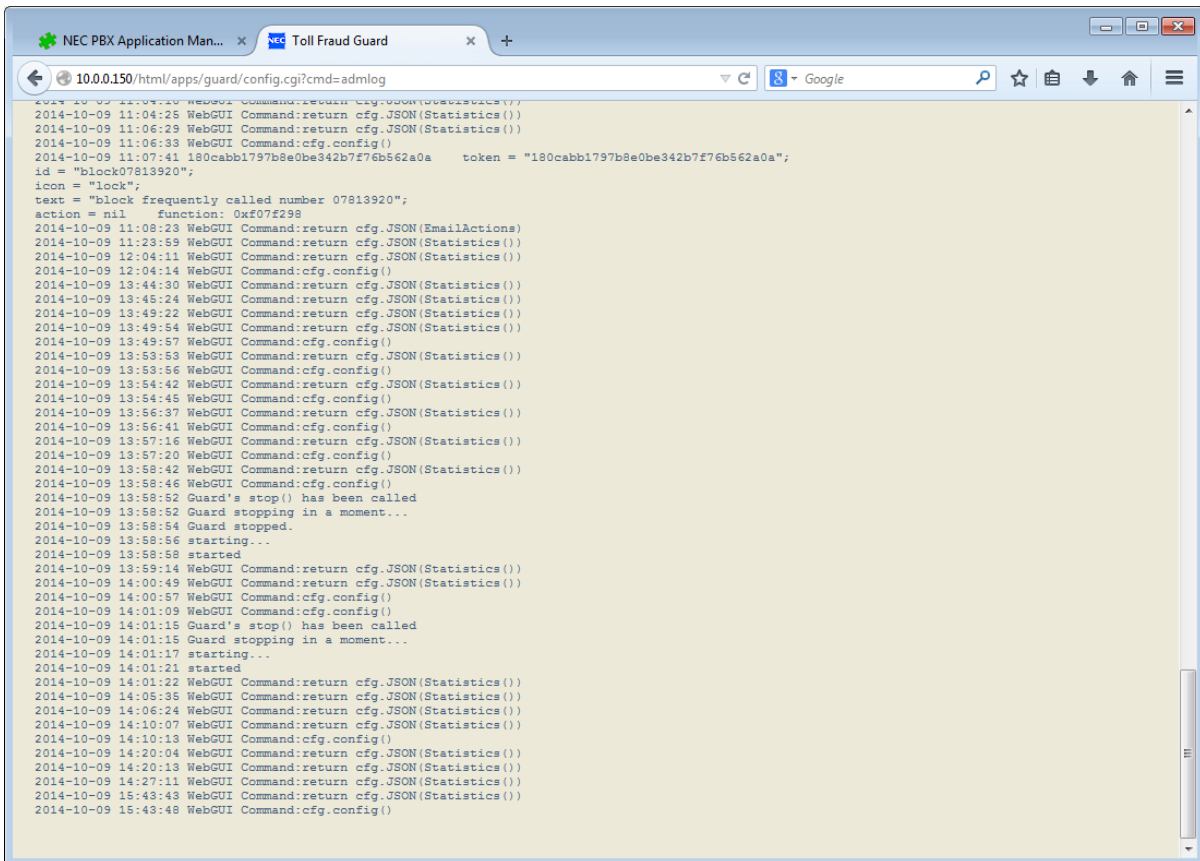 NEC PBX Application Man...
NEC Toll Fraud Guard
10.0.0.150/html/apps/guard/config.cgi?cmd=admlog
8 Google
2014-10-09 11:04:10 WebGUI Command:return cfg.JSON(Statistics())
2014-10-09 11:04:25 WebGUI Command:return cfg.JSON(Statistics())
2014-10-09 11:06:29 WebGUI Command:return cfg.JSON(Statistics())
2014-10-09 11:06:33 WebGUI Command:cfg.config()
2014-10-09 11:07:41 180cabb1797b8e0be342b7f76b562a0a token = "180cabb1797b8e0be342b7f76b562a0a";
id = "block07813920";
icon = "lock";
text = "block frequently called number 07813920";
action = nil function: 0xf07f298
2014-10-09 11:08:23 WebGUI Command:return cfg.JSON(EmailActions)
2014-10-09 11:23:59 WebGUI Command:return cfg.JSON(Statistics())
2014-10-09 12:04:11 WebGUI Command:return cfg.JSON(Statistics())
2014-10-09 12:04:14 WebGUI Command:cfg.config()
2014-10-09 13:44:30 WebGUI Command:return cfg.JSON(Statistics())
2014-10-09 13:45:24 WebGUI Command:return cfg.JSON(Statistics())
2014-10-09 13:49:22 WebGUI Command:return cfg.JSON(Statistics())
2014-10-09 13:49:54 WebGUI Command:return cfg.JSON(Statistics())
2014-10-09 13:49:57 WebGUI Command:cfg.config()
2014-10-09 13:53:53 WebGUI Command:return cfg.JSON(Statistics())
2014-10-09 13:53:56 WebGUI Command:cfg.config()
2014-10-09 13:54:42 WebGUI Command:return cfg.JSON(Statistics())
2014-10-09 13:54:45 WebGUI Command:cfg.config()
2014-10-09 13:56:37 WebGUI Command:return cfg.JSON(Statistics())
2014-10-09 13:56:41 WebGUI Command:cfg.config()
2014-10-09 13:57:16 WebGUI Command:return cfg.JSON(Statistics())
2014-10-09 13:57:20 WebGUI Command:cfg.config()
2014-10-09 13:58:42 WebGUI Command:return cfg.JSON(Statistics())
2014-10-09 13:58:46 WebGUI Command:cfg.config()
2014-10-09 13:58:52 Guard's stop() has been called
2014-10-09 13:58:52 Guard stopping in a moment...
2014-10-09 13:58:54 Guard stopped.
2014-10-09 13:58:56 starting...
2014-10-09 13:58:58 started
2014-10-09 13:59:14 WebGUI Command:return cfg.JSON(Statistics())
2014-10-09 14:00:49 WebGUI Command:return cfg.JSON(Statistics())
2014-10-09 14:00:57 WebGUI Command:cfg.config()
2014-10-09 14:01:09 WebGUI Command:cfg.config()
2014-10-09 14:01:15 Guard's stop() has been called
2014-10-09 14:01:15 Guard stopping in a moment...
2014-10-09 14:01:17 starting...
2014-10-09 14:01:21 started
2014-10-09 14:01:22 WebGUI Command:return cfg.JSON(Statistics())
2014-10-09 14:05:35 WebGUI Command:return cfg.JSON(Statistics())
2014-10-09 14:06:24 WebGUI Command:return cfg.JSON(Statistics())
2014-10-09 14:10:07 WebGUI Command:return cfg.JSON(Statistics())
2014-10-09 14:10:13 WebGUI Command:cfg.config()
2014-10-09 14:20:04 WebGUI Command:return cfg.JSON(Statistics())
2014-10-09 14:20:13 WebGUI Command:return cfg.JSON(Statistics())
2014-10-09 14:27:11 WebGUI Command:return cfg.JSON(Statistics())
2014-10-09 15:43:43 WebGUI Command:return cfg.JSON(Statistics())
2014-10-09 15:43:48 WebGUI Command:cfg.config()